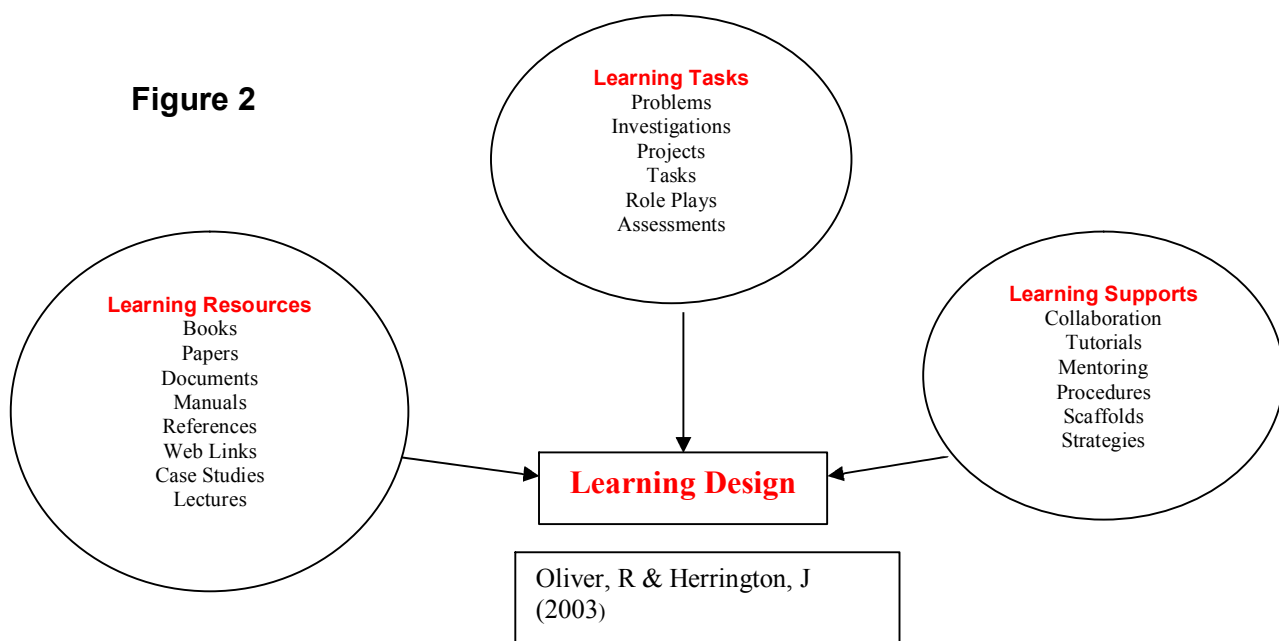 Figure 2
Learning Tasks
Problems
Investigations
Projects
Tasks
Role Plays
Assessments
Learning Resources
Books
Papers
Documents
Manuals
References
Web Links
Case Studies
Lectures
Learning Supports
Collaboration
Tutorials
Mentoring
Procedures
Scaffolds
Strategies
Learning Design
Oliver, R & Herrington, J
(2003)